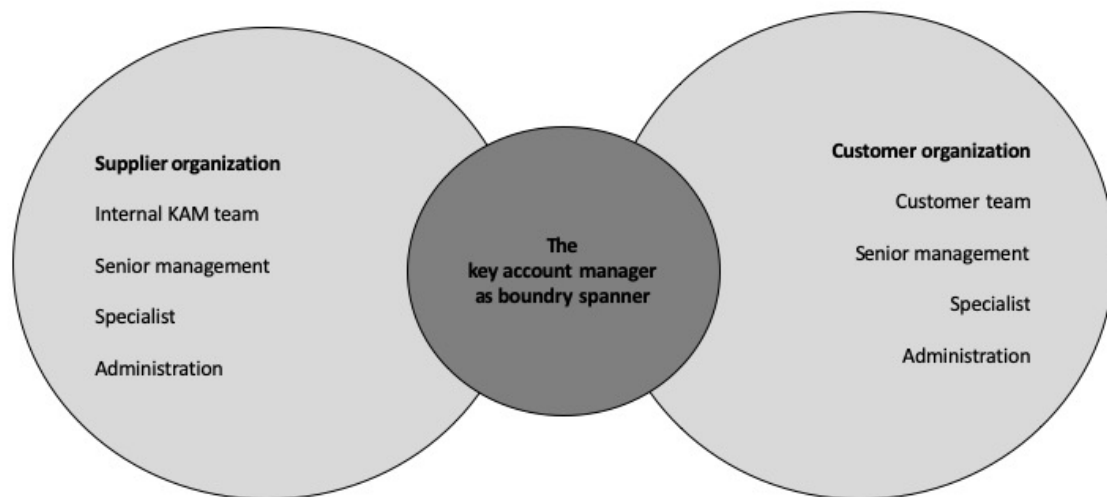 Supplier organization
Internal KAM team
Senior management
Specialist
Administration
The
key account manager
as boundry spanner
Customer organization
Customer team
Senior management
Specialist
Administration